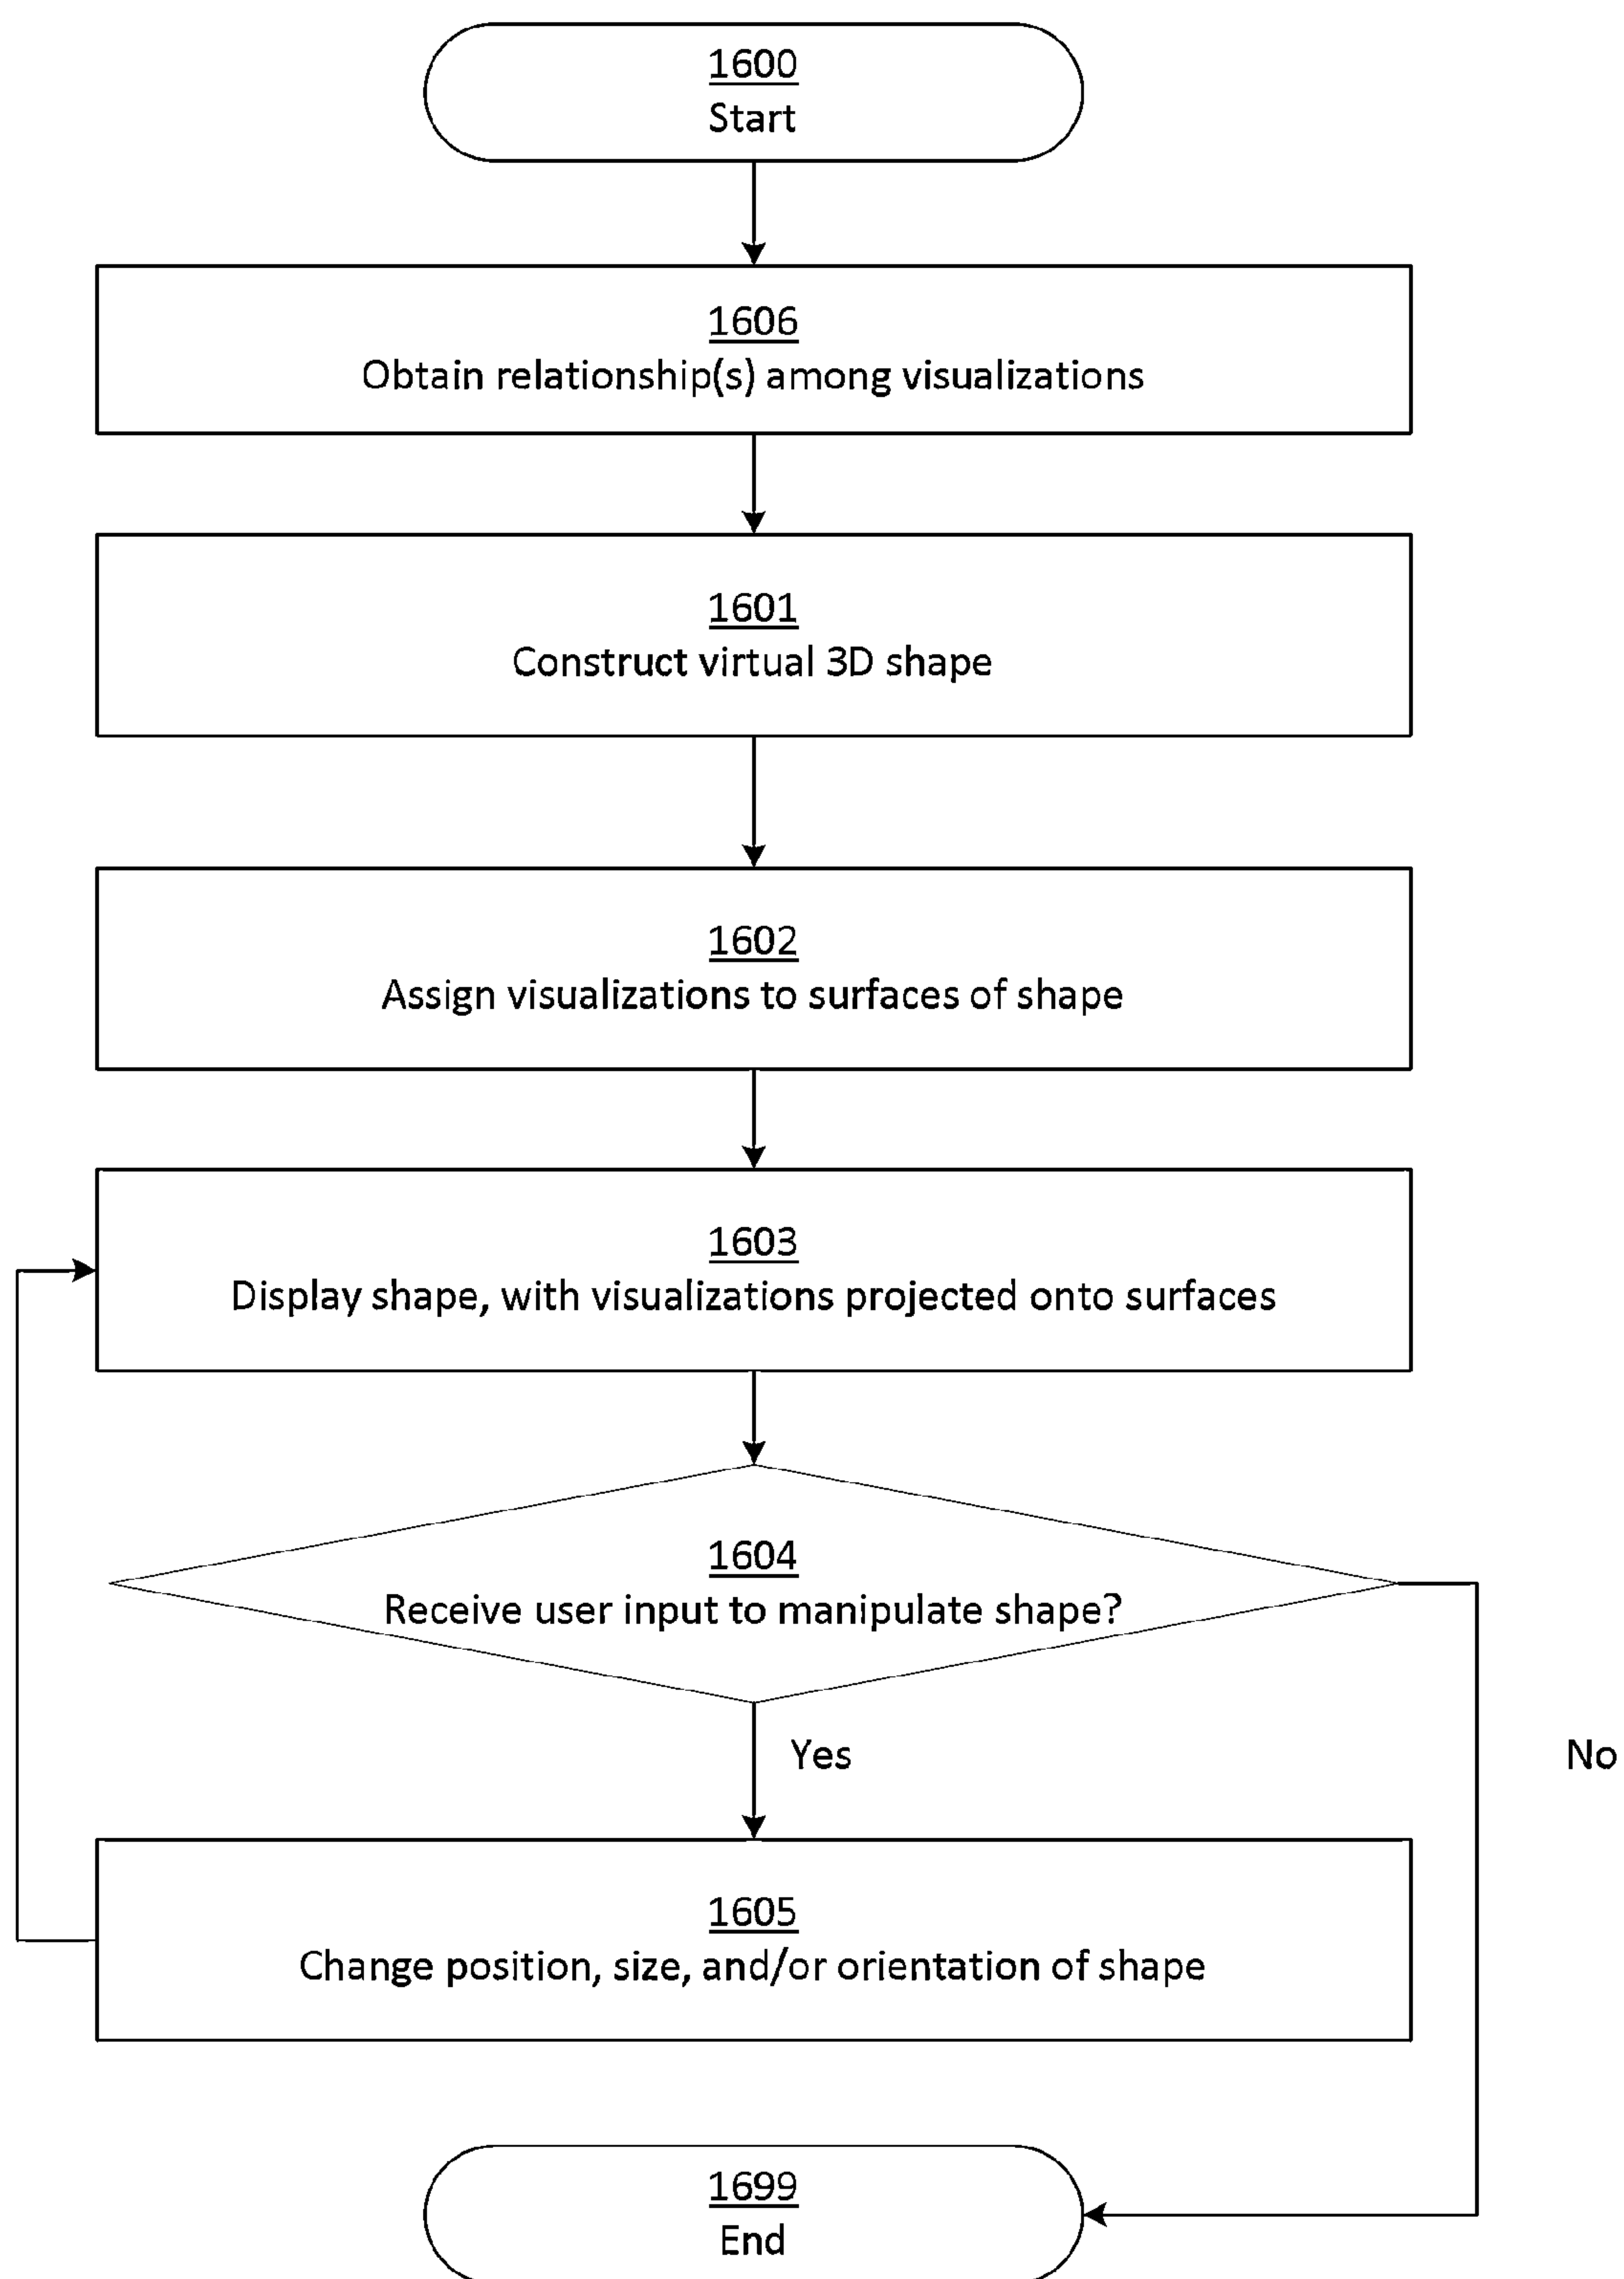 1600
Start
1606
Obtain relationship(s) among visualizations
1601
Construct virtual 3D shape
1602
Assign visualizations to surfaces of shape
1603
Display shape, with visualizations projected onto surfaces
1604
Receive user input to manipulate shape?
Yes
No
1605
Change position, size, and/or orientation of shape
1699
End